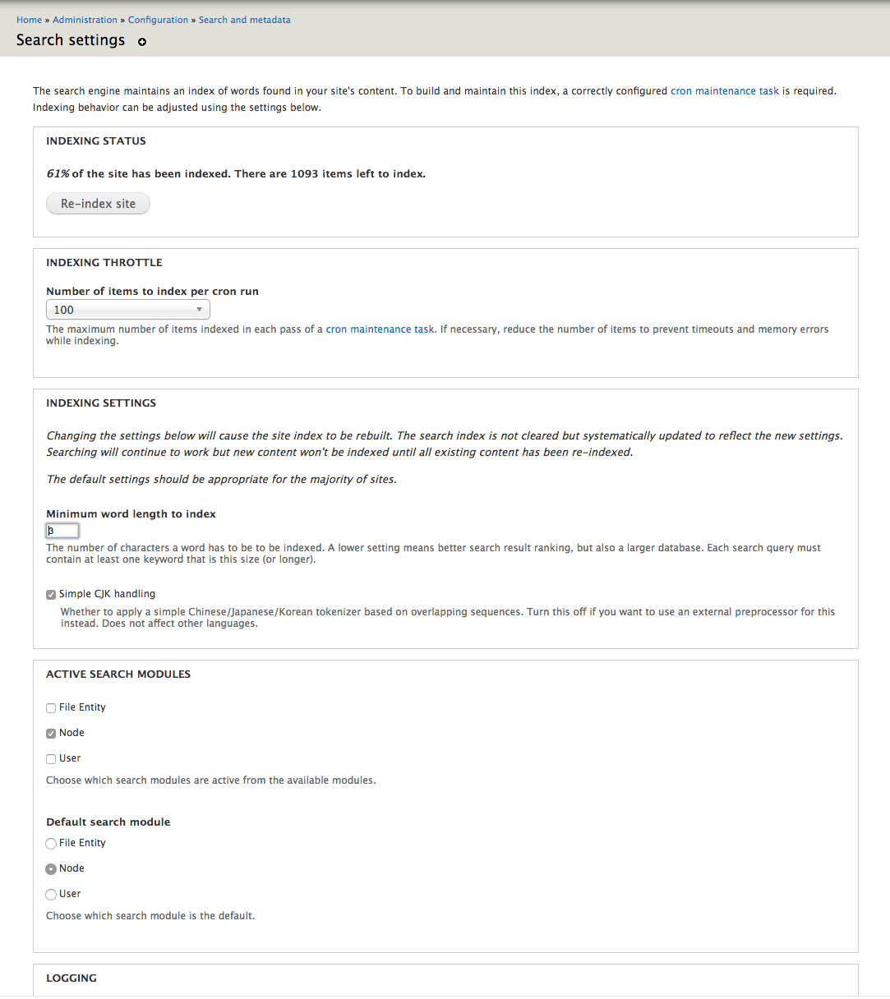 Home » Administration » Configuration » Search and metadata
Search settings
The search engine maintains an index of words found in your site's content. To build and maintain this index, a correctly configured cron maintenance task is required.
Indexing behavior can be adjusted using the settings below.
INDEXING STATUS
61% of the site has been indexed. There are 1093 items left to index.
Re-index site
INDEXING THROTTLE
Number of items to index per cron run
100
The maximum number of items indexed in each pass of a cron maintenance task. If necessary, reduce the number of items to prevent timeouts and memory errors
while indexing.
INDEXING SETTINGS
Changing the settings below will cause the site index to be rebuilt. The search index is not cleared but systematically updated to reflect the new settings.
Searching will continue to work but new content won't be indexed until all existing content has been re-indexed.
The default settings should be appropriate for the majority of sites.
Minimum word length to index
3
The number of characters a word has to be to be indexed. A lower setting means better search result ranking, but also a larger database. Each search query must
contain at least one keyword that is this size (or longer).
Simple CJK handling
Whether to apply a simple Chinese/Japanese/Korean tokenizer based on overlapping sequences. Turn this off if you want to use an external preprocessor for this
instead. Does not affect other languages.
ACTIVE SEARCH MODULES
File Entity
Node
User
Choose which search modules are active from the available modules.
Default search module
File Entity
Node
User
Choose which search module is the default.
LOGGING